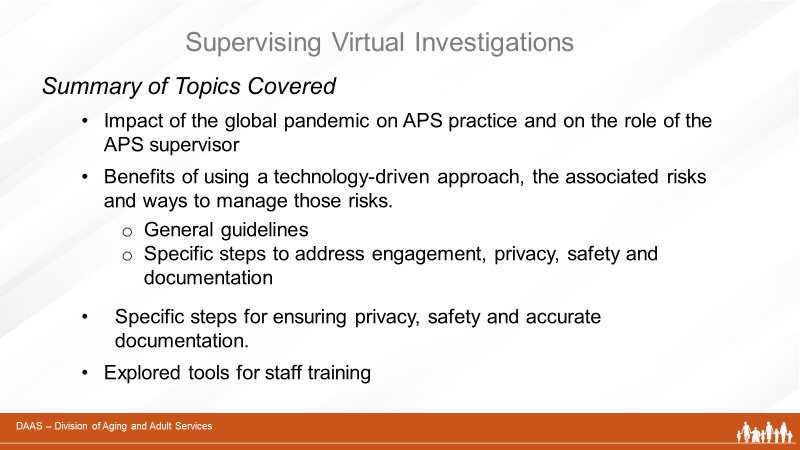 Supervising Virtual Investigations
Summary of Topics Covered
• Impact of the global pandemic on APS practice and on the role of the
APS supervisor
• Benefits of using a technology-driven approach, the associated risks
and ways to manage those risks.
o General guidelines
o Specific steps to address engagement, privacy, safety and
documentation
• Specific steps for ensuring privacy, safety and accurate
documentation.
• Explored tools for staff training
DAAS – Division of Aging and Adult Services